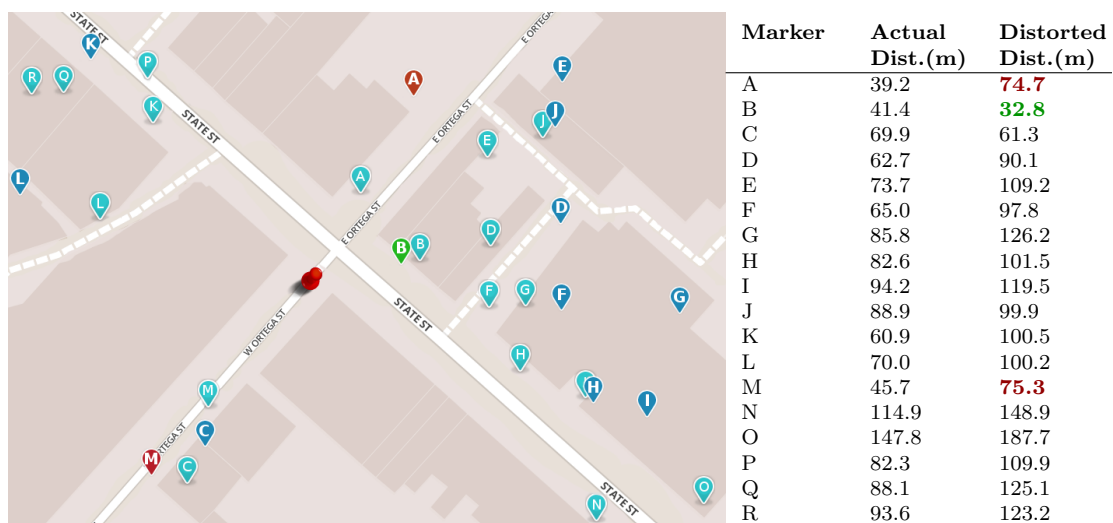 STATE ST
E ORTEGA
K
P
R
Q
K
A
E
J
J
STATE ST
E ORTEGA ST
E
L
A
L
E ORTEGA ST
D
D
B
B
F
G
F
G
STATE ST
W ORTEGA ST
H
H
I
M
C
ORTEGA ST
M
C
O
STATE ST
N
Marker Actual Distorted
Dist.(m) Dist.(m)
A 39.2 74.7
B 41.4 32.8
C 69.9 61.3
D 62.7 90.1
E 73.7 109.2
F 65.0 97.8
G 85.8 126.2
H 82.6 101.5
I 94.2 119.5
J 88.9 99.9
K 60.9 100.5
L 70.0 100.2
M 45.7 75.3
N 114.9 148.9
O 147.8 187.7
P 82.3 109.9
Q 88.1 125.1
R 93.6 123.2